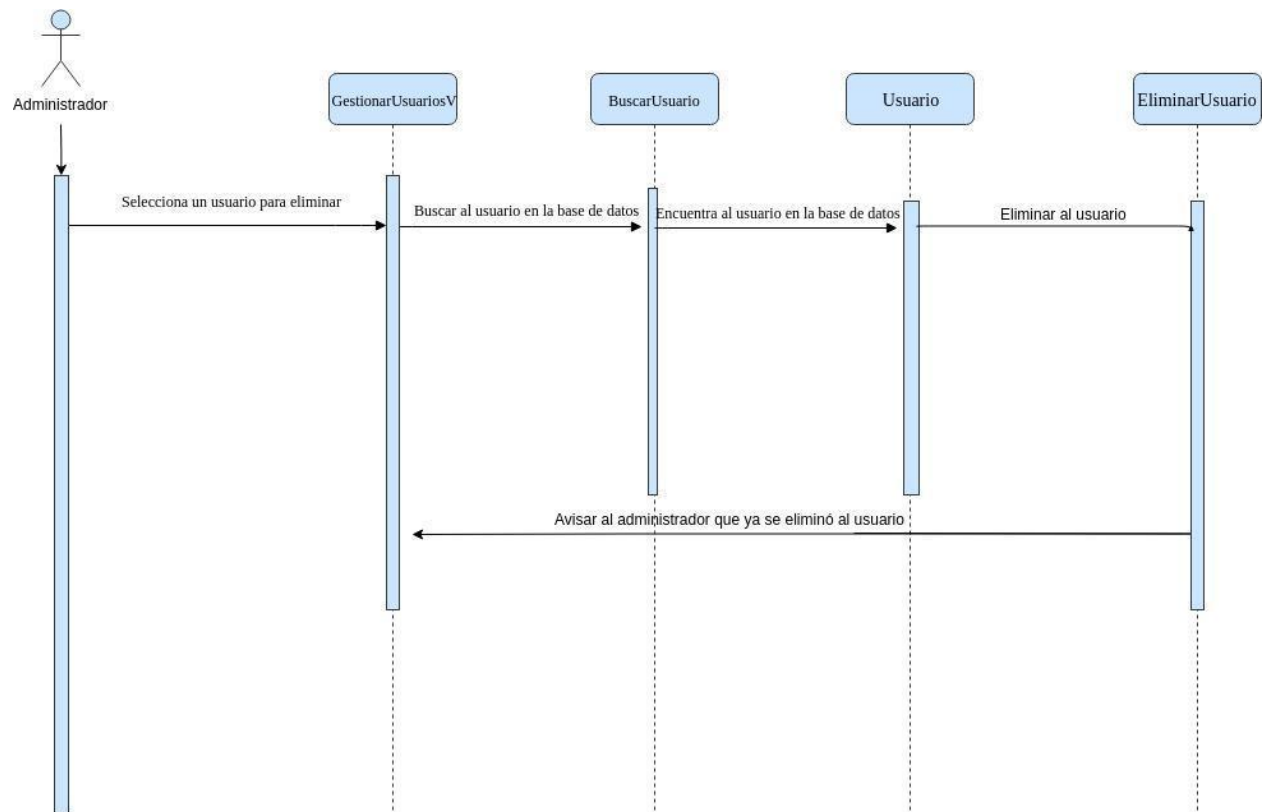 Administrador
GestionarUsuariosV
BuscarUsuario
Usuario
EliminarUsuario
Selecciona un usuario para eliminar
Buscar al usuario en la base de datos
Encuentra al usuario en la base de datos
Eliminar al usuario
Avisar al administrador que ya se eliminó al usuario